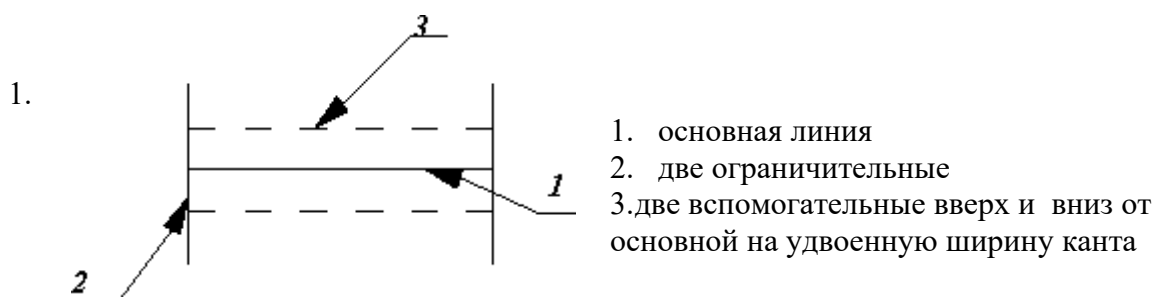 3
1.
1. основная линия
2. две ограничительные
1
3.две вспомогательные вверх и вниз от
основной на удвоенную ширину канта
2